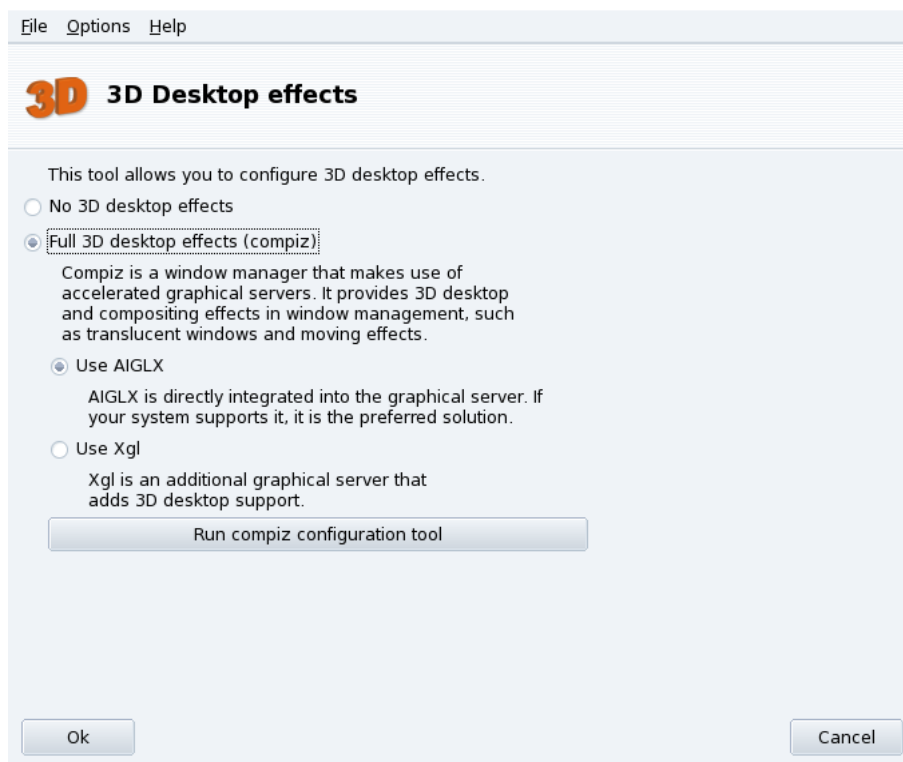 File Options Help
3D 3D Desktop effects
This tool allows you to configure 3D desktop effects.
No 3D desktop effects
Full 3D desktop effects (compiz)
Compiz is a window manager that makes use of
accelerated graphical servers. It provides 3D desktop
and compositing effects in window management, such
as translucent windows and moving effects.
Use AIGLX
AIGLX is directly integrated into the graphical server. If
your system supports it, it is the preferred solution.
Use Xgl
Xgl is an additional graphical server that
adds 3D desktop support.
Run compiz configuration tool
Ok Cancel